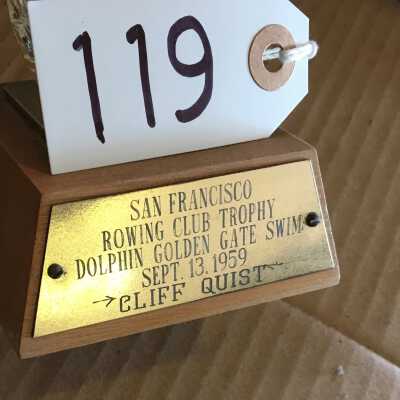 119
SAN FRANCISCO
ROWING CLUB TROPHY
DOLPHIN GOLDEN GATE SWIM
SEPT. 13. 1959
CLIFF QUIST